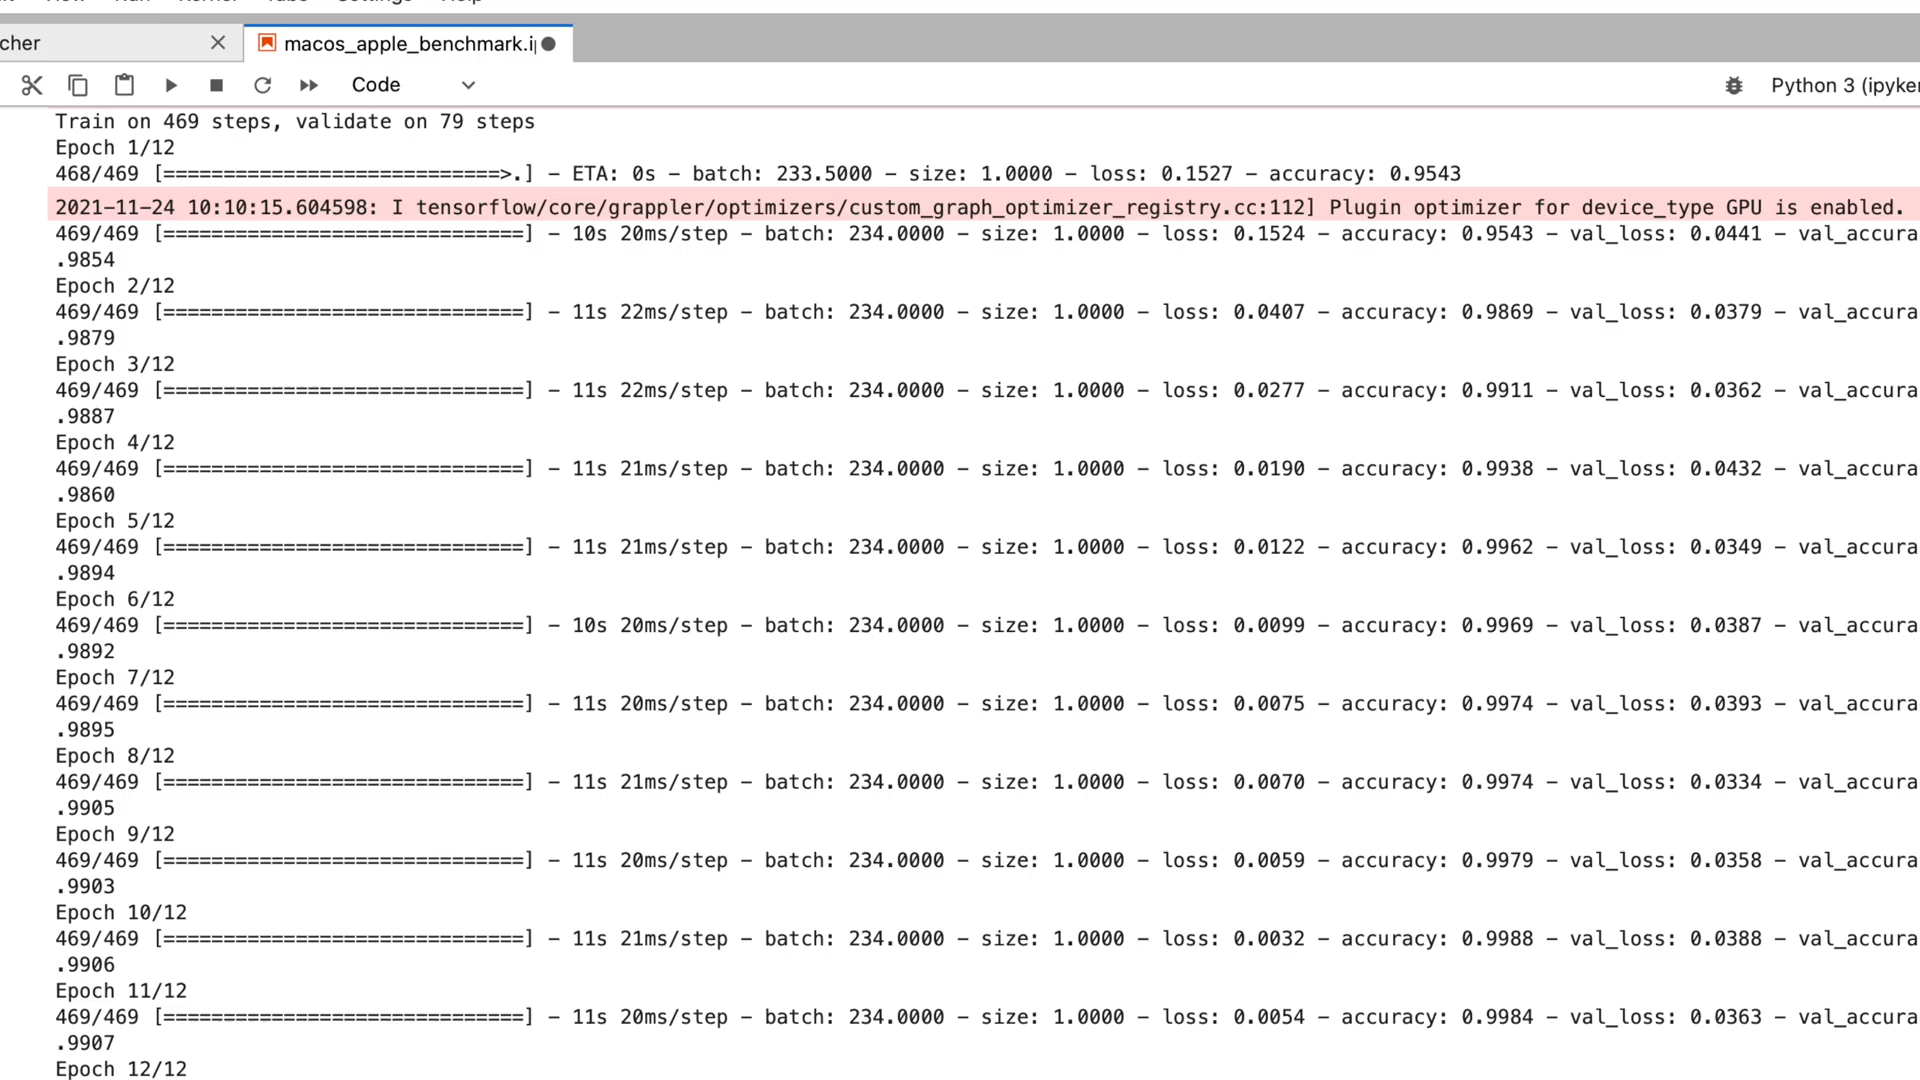 View Run Kernel Tabs Settings Help
cher
macos_apple_benchmark.i
Code
Python 3 (ipyker
Train on 469 steps, validate on 79 steps
Epoch 1/12
468/469 [============================>.] - ETA: 0s - batch: 233.5000 - size: 1.0000 - loss: 0.1527 - accuracy: 0.9543
2021-11-24 10:10:15.604598: I tensorflow/core/grappler/optimizers/custom_graph_optimizer_registry.cc:112] Plugin optimizer for device_type GPU is enabled.
469/469 [==============================] - 10s 20ms/step - batch: 234.0000 - size: 1.0000 - loss: 0.1524 - accuracy: 0.9543 - val_loss: 0.0441 - val_accura
.9854
Epoch 2/12
469/469 [==============================] - 11s 22ms/step - batch: 234.0000 - size: 1.0000 - loss: 0.0407 - accuracy: 0.9869 - val_loss: 0.0379 - val_accura
.9879
Epoch 3/12
469/469 [==============================] - 11s 22ms/step - batch: 234.0000 - size: 1.0000 - loss: 0.0277 - accuracy: 0.9911 - val_loss: 0.0362 - val_accura
.9887
Epoch 4/12
469/469 [==============================] - 11s 21ms/step - batch: 234.0000 - size: 1.0000 - loss: 0.0190 - accuracy: 0.9938 - val_loss: 0.0432 - val_accura
.9860
Epoch 5/12
469/469 [==============================] - 11s 21ms/step - batch: 234.0000 - size: 1.0000 - loss: 0.0122 - accuracy: 0.9962 - val_loss: 0.0349 - val_accura
.9894
Epoch 6/12
469/469 [==============================] - 10s 20ms/step - batch: 234.0000 - size: 1.0000 - loss: 0.0099 - accuracy: 0.9969 - val_loss: 0.0387 - val_accura
.9892
Epoch 7/12
469/469 [==============================] - 11s 20ms/step - batch: 234.0000 - size: 1.0000 - loss: 0.0075 - accuracy: 0.9974 - val_loss: 0.0393 - val_accura
.9895
Epoch 8/12
469/469 [==============================] - 11s 21ms/step - batch: 234.0000 - size: 1.0000 - loss: 0.0070 - accuracy: 0.9974 - val_loss: 0.0334 - val_accura
.9905
Epoch 9/12
469/469 [==============================] - 11s 20ms/step - batch: 234.0000 - size: 1.0000 - loss: 0.0059 - accuracy: 0.9979 - val_loss: 0.0358 - val_accura
.9903
Epoch 10/12
469/469 [==============================] - 11s 21ms/step - batch: 234.0000 - size: 1.0000 - loss: 0.0032 - accuracy: 0.9988 - val_loss: 0.0388 - val_accura
.9906
Epoch 11/12
469/469 [==============================] - 11s 20ms/step - batch: 234.0000 - size: 1.0000 - loss: 0.0054 - accuracy: 0.9984 - val_loss: 0.0363 - val_accura
.9907
Epoch 12/12